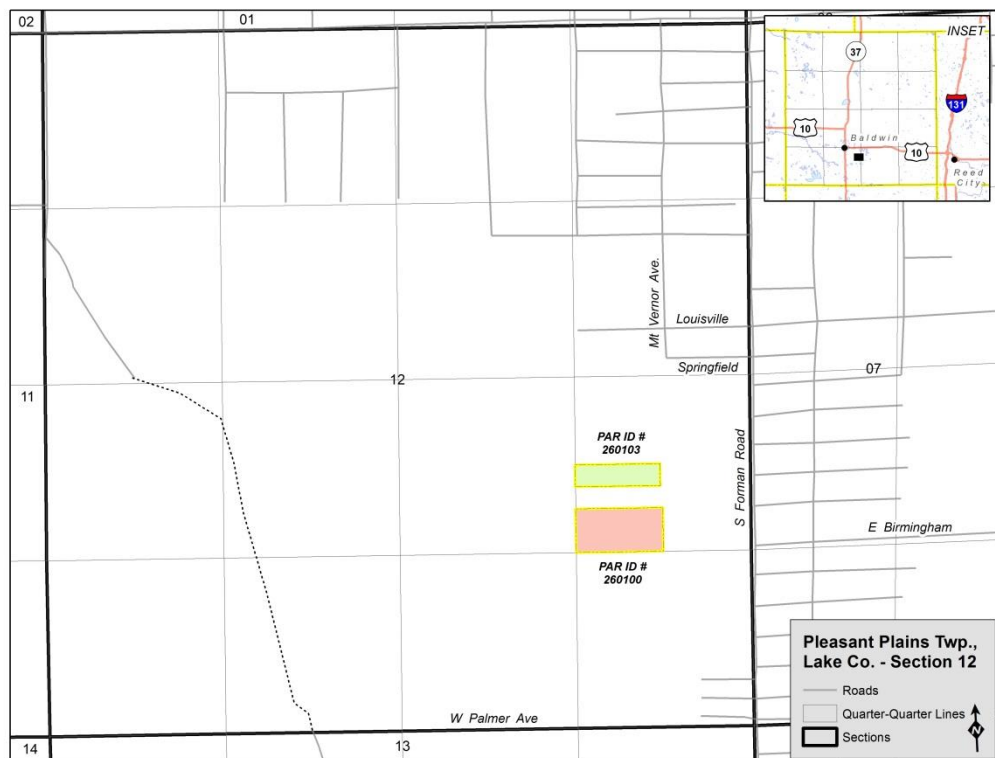 02
01
INSET
37
131
10
Baldwin
10
Reed
City
Mt Vernor Ave.
Louisville
Springfield
11
12
07
PAR ID #
260103
S Forman Road
E Birmingham
PAR ID #
260100
Pleasant Plains Twp.,
Lake Co. - Section 12
Roads
Quarter-Quarter Lines
Sections
N
W Palmer Ave
14
13